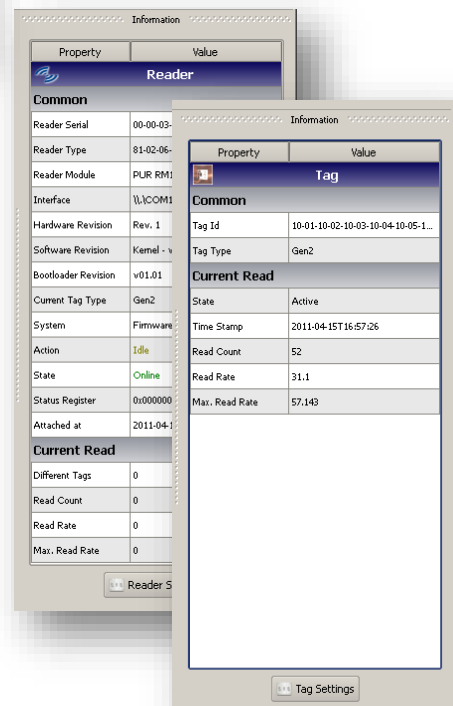 Information
Property Value
Reader
Common
Reader Serial 00-00-03-
Reader Type 81-02-06-
Reader Module PUR RM1
Interface \\.\COM1
Hardware Revision Rev. 1
Software Revision Kernel - v
Bootloader Revision v01.01
Current Tag Type Gen2
System Firmware
Action Idle
State Online
Status Register 0x000000
Attached at 2011-04-1
Current Read
Different Tags 0
Read Count 0
Read Rate 0
Max. Read Rate 0
Reader S
Information
Property Value
Tag
Common
Tag Id 10-01-10-02-10-03-10-04-10-05-1...
Tag Type Gen2
Current Read
State Active
Time Stamp 2011-04-15T16:57:26
Read Count 52
Read Rate 31.1
Max. Read Rate 57.143
Tag Settings